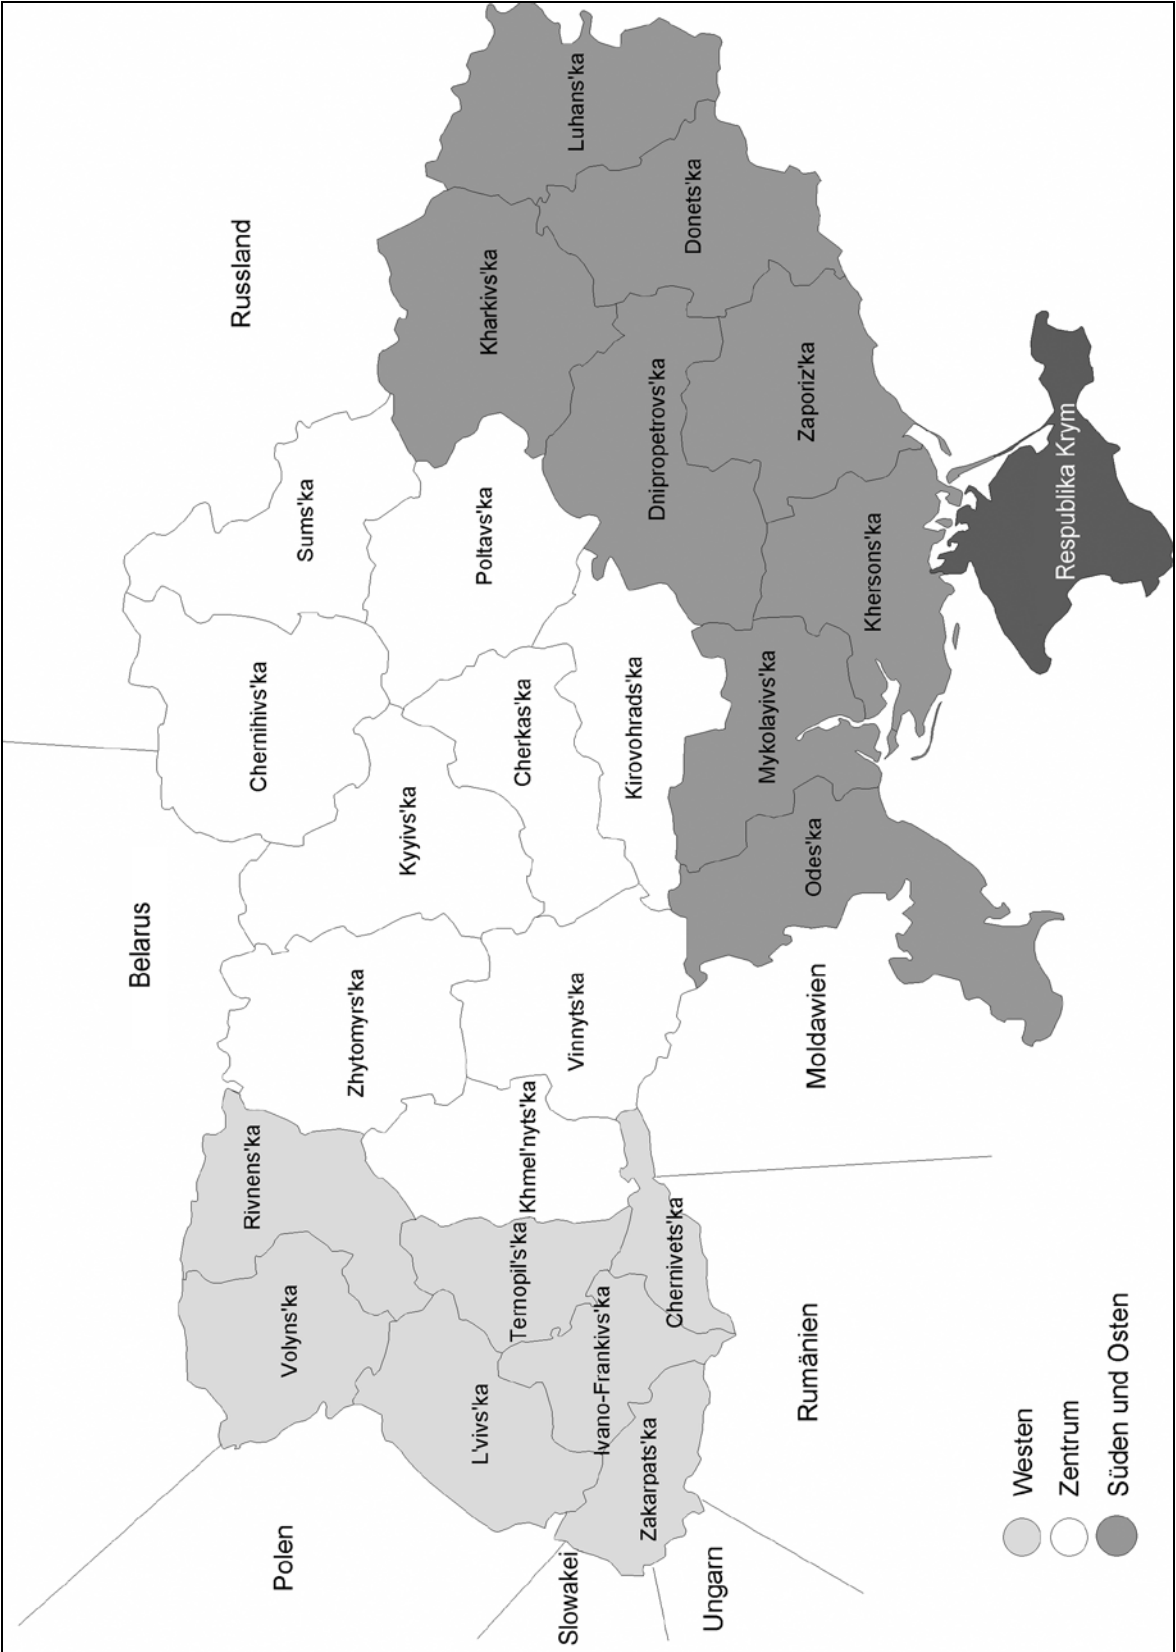 Belarus
Russland
Polen
Slowakei
Ungarn
Rumänien
Moldawien
Volyns'ka
Rivnens'ka
Zhytomyrs'ka
Kyyivs'ka
Chernihivs'ka
Sums'ka
L'vivs'ka
Ternopil's'ka
Khmel'nyts'ka
Vinnyts'ka
Cherkas'ka
Poltavs'ka
Kharkivs'ka
Luhans'ka
Zakarpats'ka
Ivano-Frankivs'ka
Chernivets'ka
Kirovohrads'ka
Dnipropetrovs'ka
Donets'ka
Odes'ka
Mykolayivs'ka
Khersons'ka
Zaporiz'ka
Respublika Krym
Westen
Zentrum
Süden und Osten